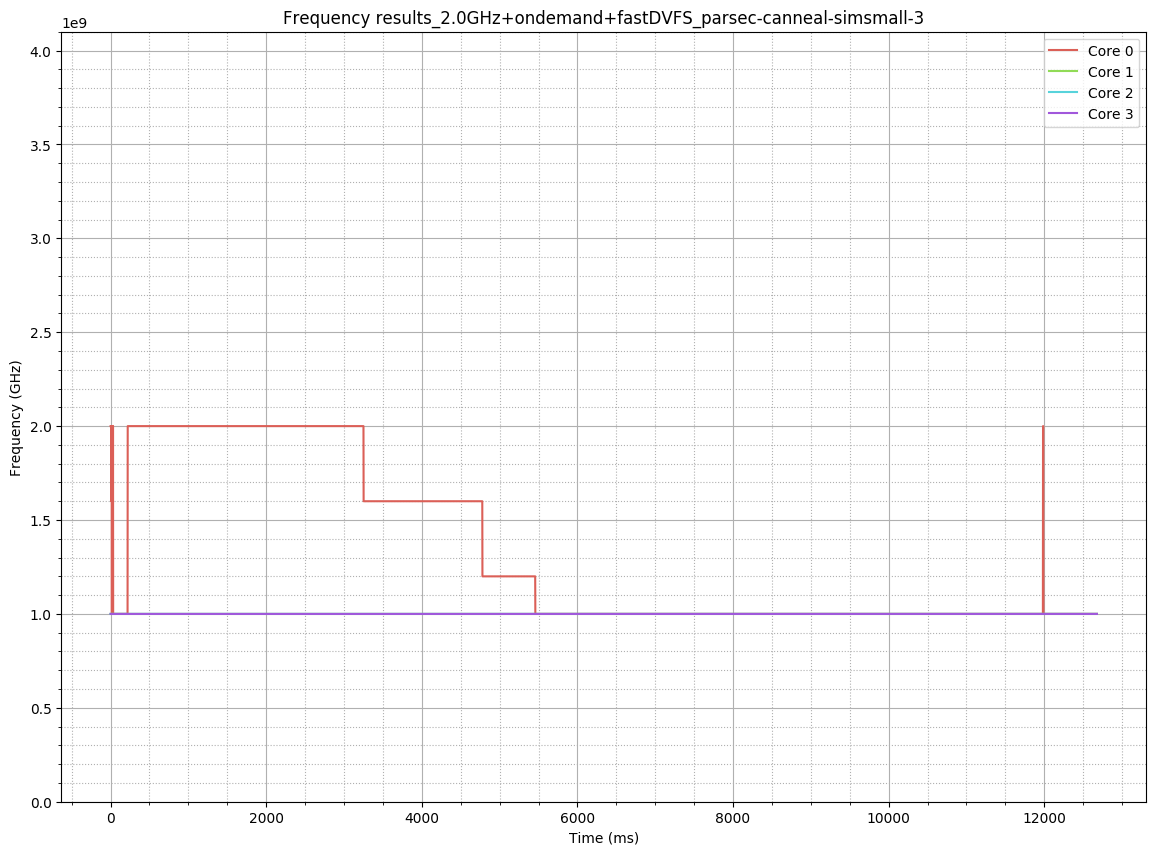 Frequency results_2.0GHz+ondemand+fastDVFS_parsec-canneal-simsmall-3
1e9
4.0
3.5
3.0
2.5
2.0
1.5
1.0
0.5
0.0
Frequency (GHz)
Core 0
Core 1
Core 2
Core 3
0 2000 4000 6000 8000 10000 12000
Time (ms)